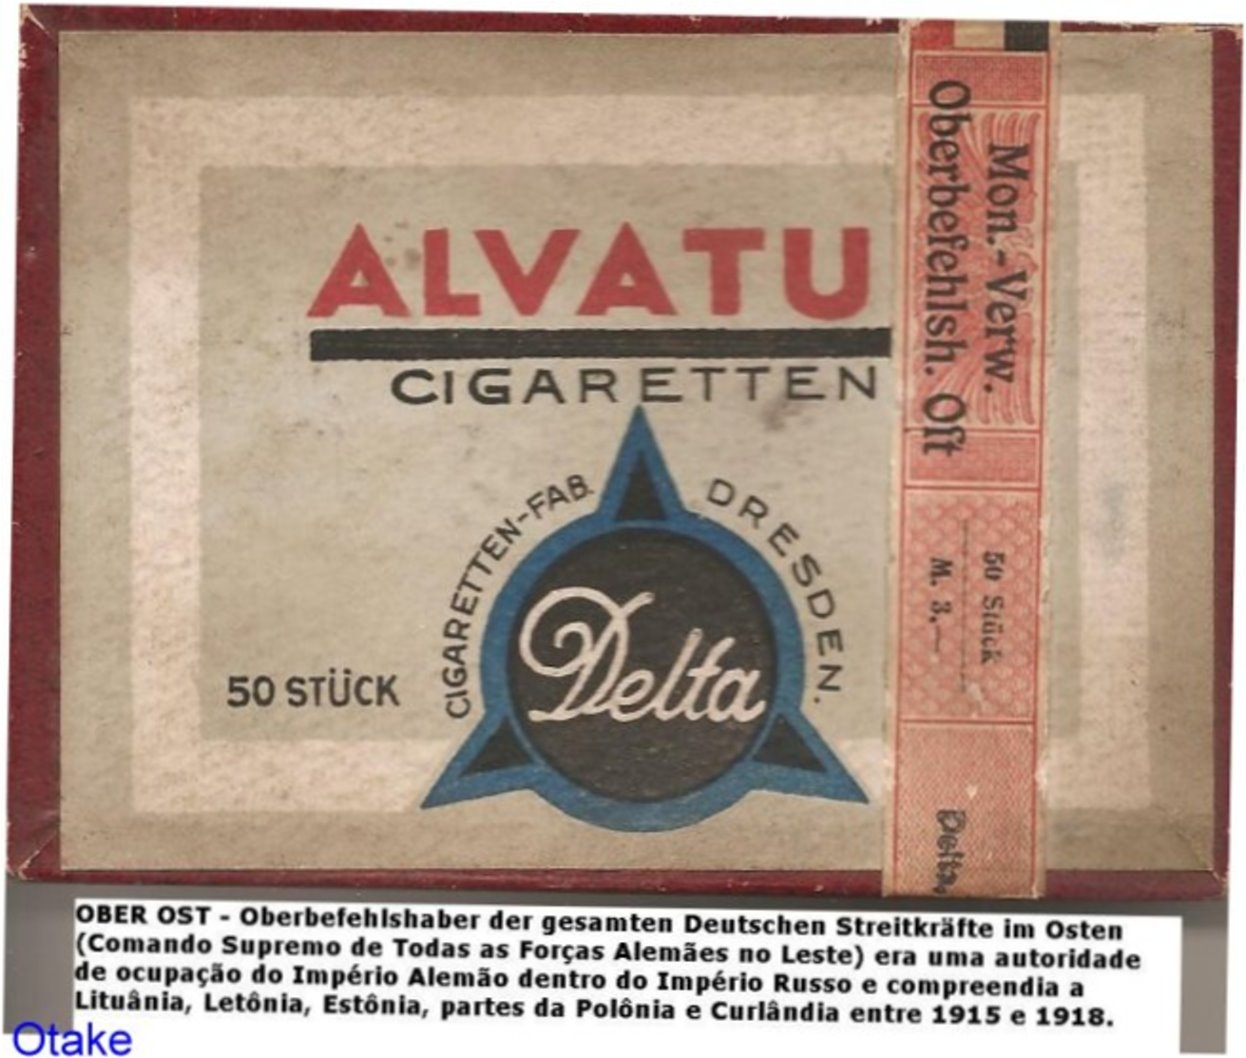 ALVATU
CIGARETTEN
CIGARETTEN-FAB. DRESDEN.
Delta
50 STÜCK
Mon.-Verw.
Oberbefehlsh. Oſt
50 Stück
M. 3.—
Delta,
OBER OST - Oberbefehlshaber der gesamten Deutschen Streitkräfte im Osten
(Comando Supremo de Todas as Forças Alemães no Leste) era uma autoridade
de ocupação do Império Alemão dentro do Império Russo e compreendia a
Lituânia, Letônia, Estônia, partes da Polônia e Curlândia entre 1915 e 1918.
Otake